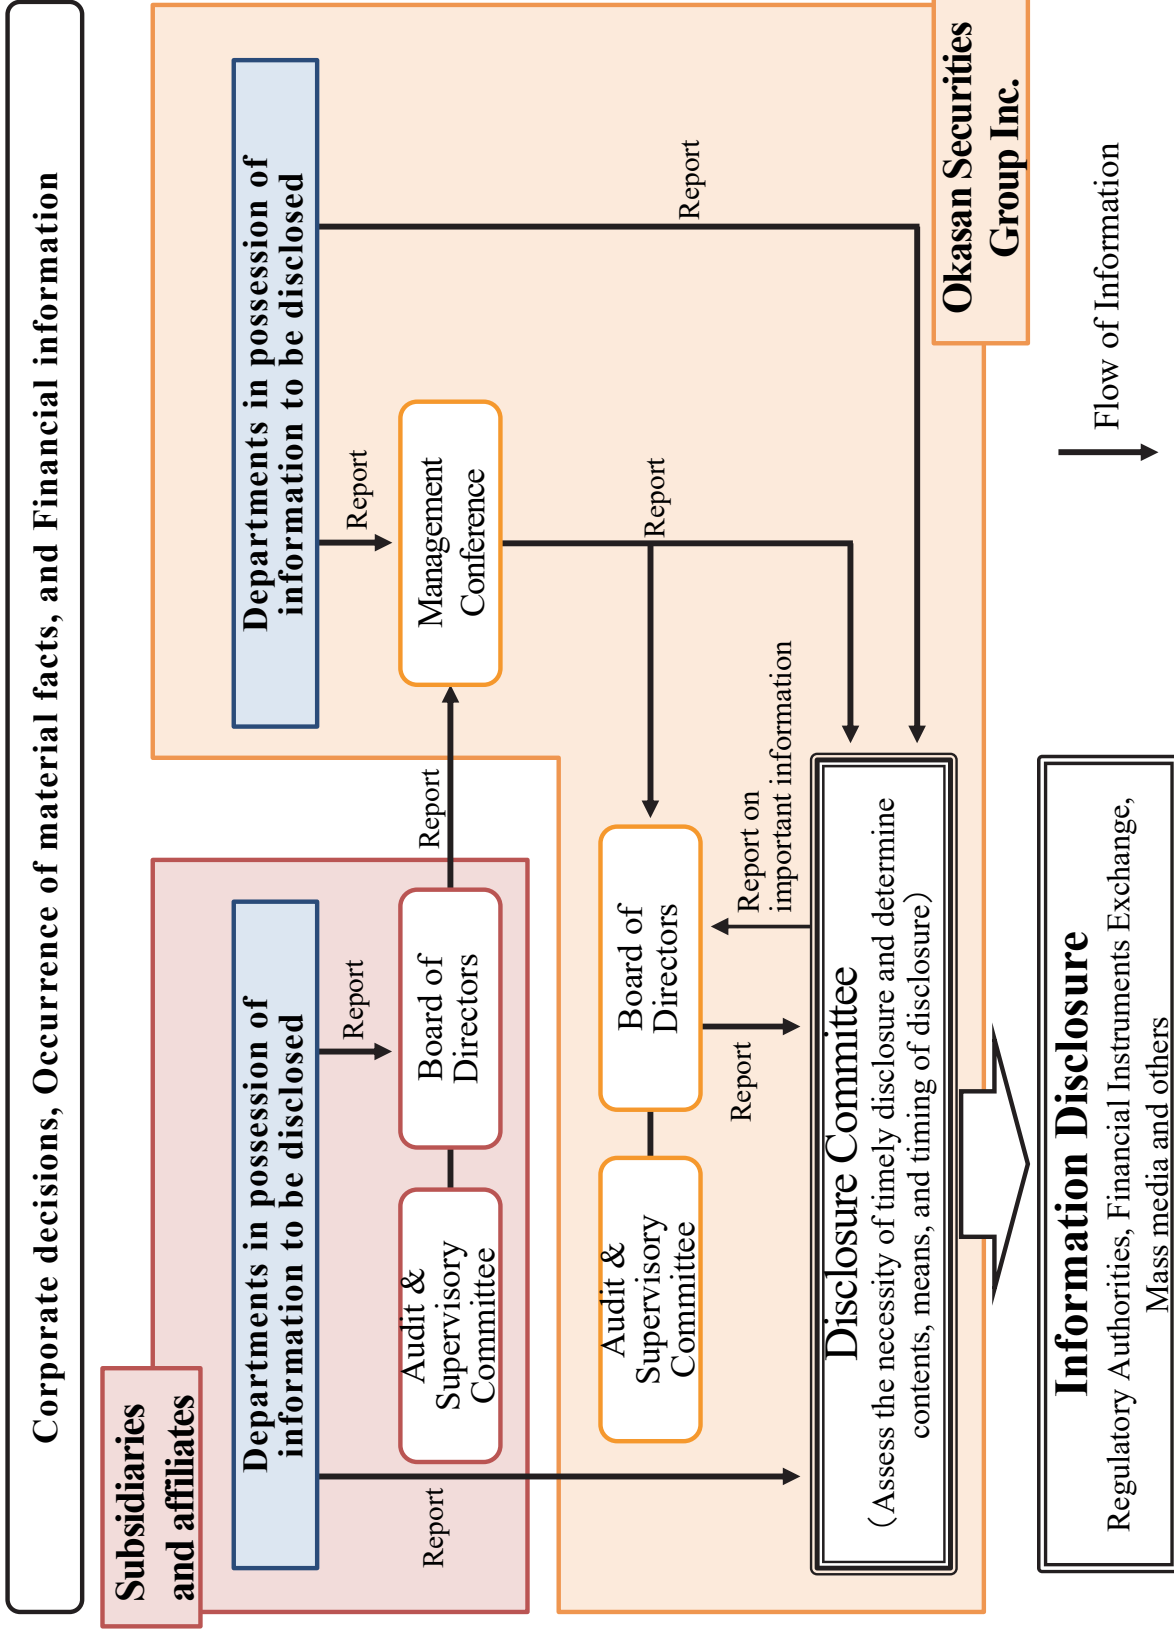 Corporate decisions, Occurrence of material facts, and Financial information
Subsidiaries
and affiliates
Departments in possession of
information to be disclosed
Report
Board of
Directors
Audit &
Supervisory
Committee
Report
Report
Departments in possession of
information to be disclosed
Report
Management
Conference
Report
Report
Board of
Directors
Audit &
Supervisory
Committee
Report
Report on
important information
Disclosure Committee
（Assess the necessity of timely disclosure and determine
contents, means, and timing of disclosure）
Okasan Securities
Group Inc.
Information Disclosure
Regulatory Authorities, Financial Instruments Exchange,
Mass media and others
Flow of Information